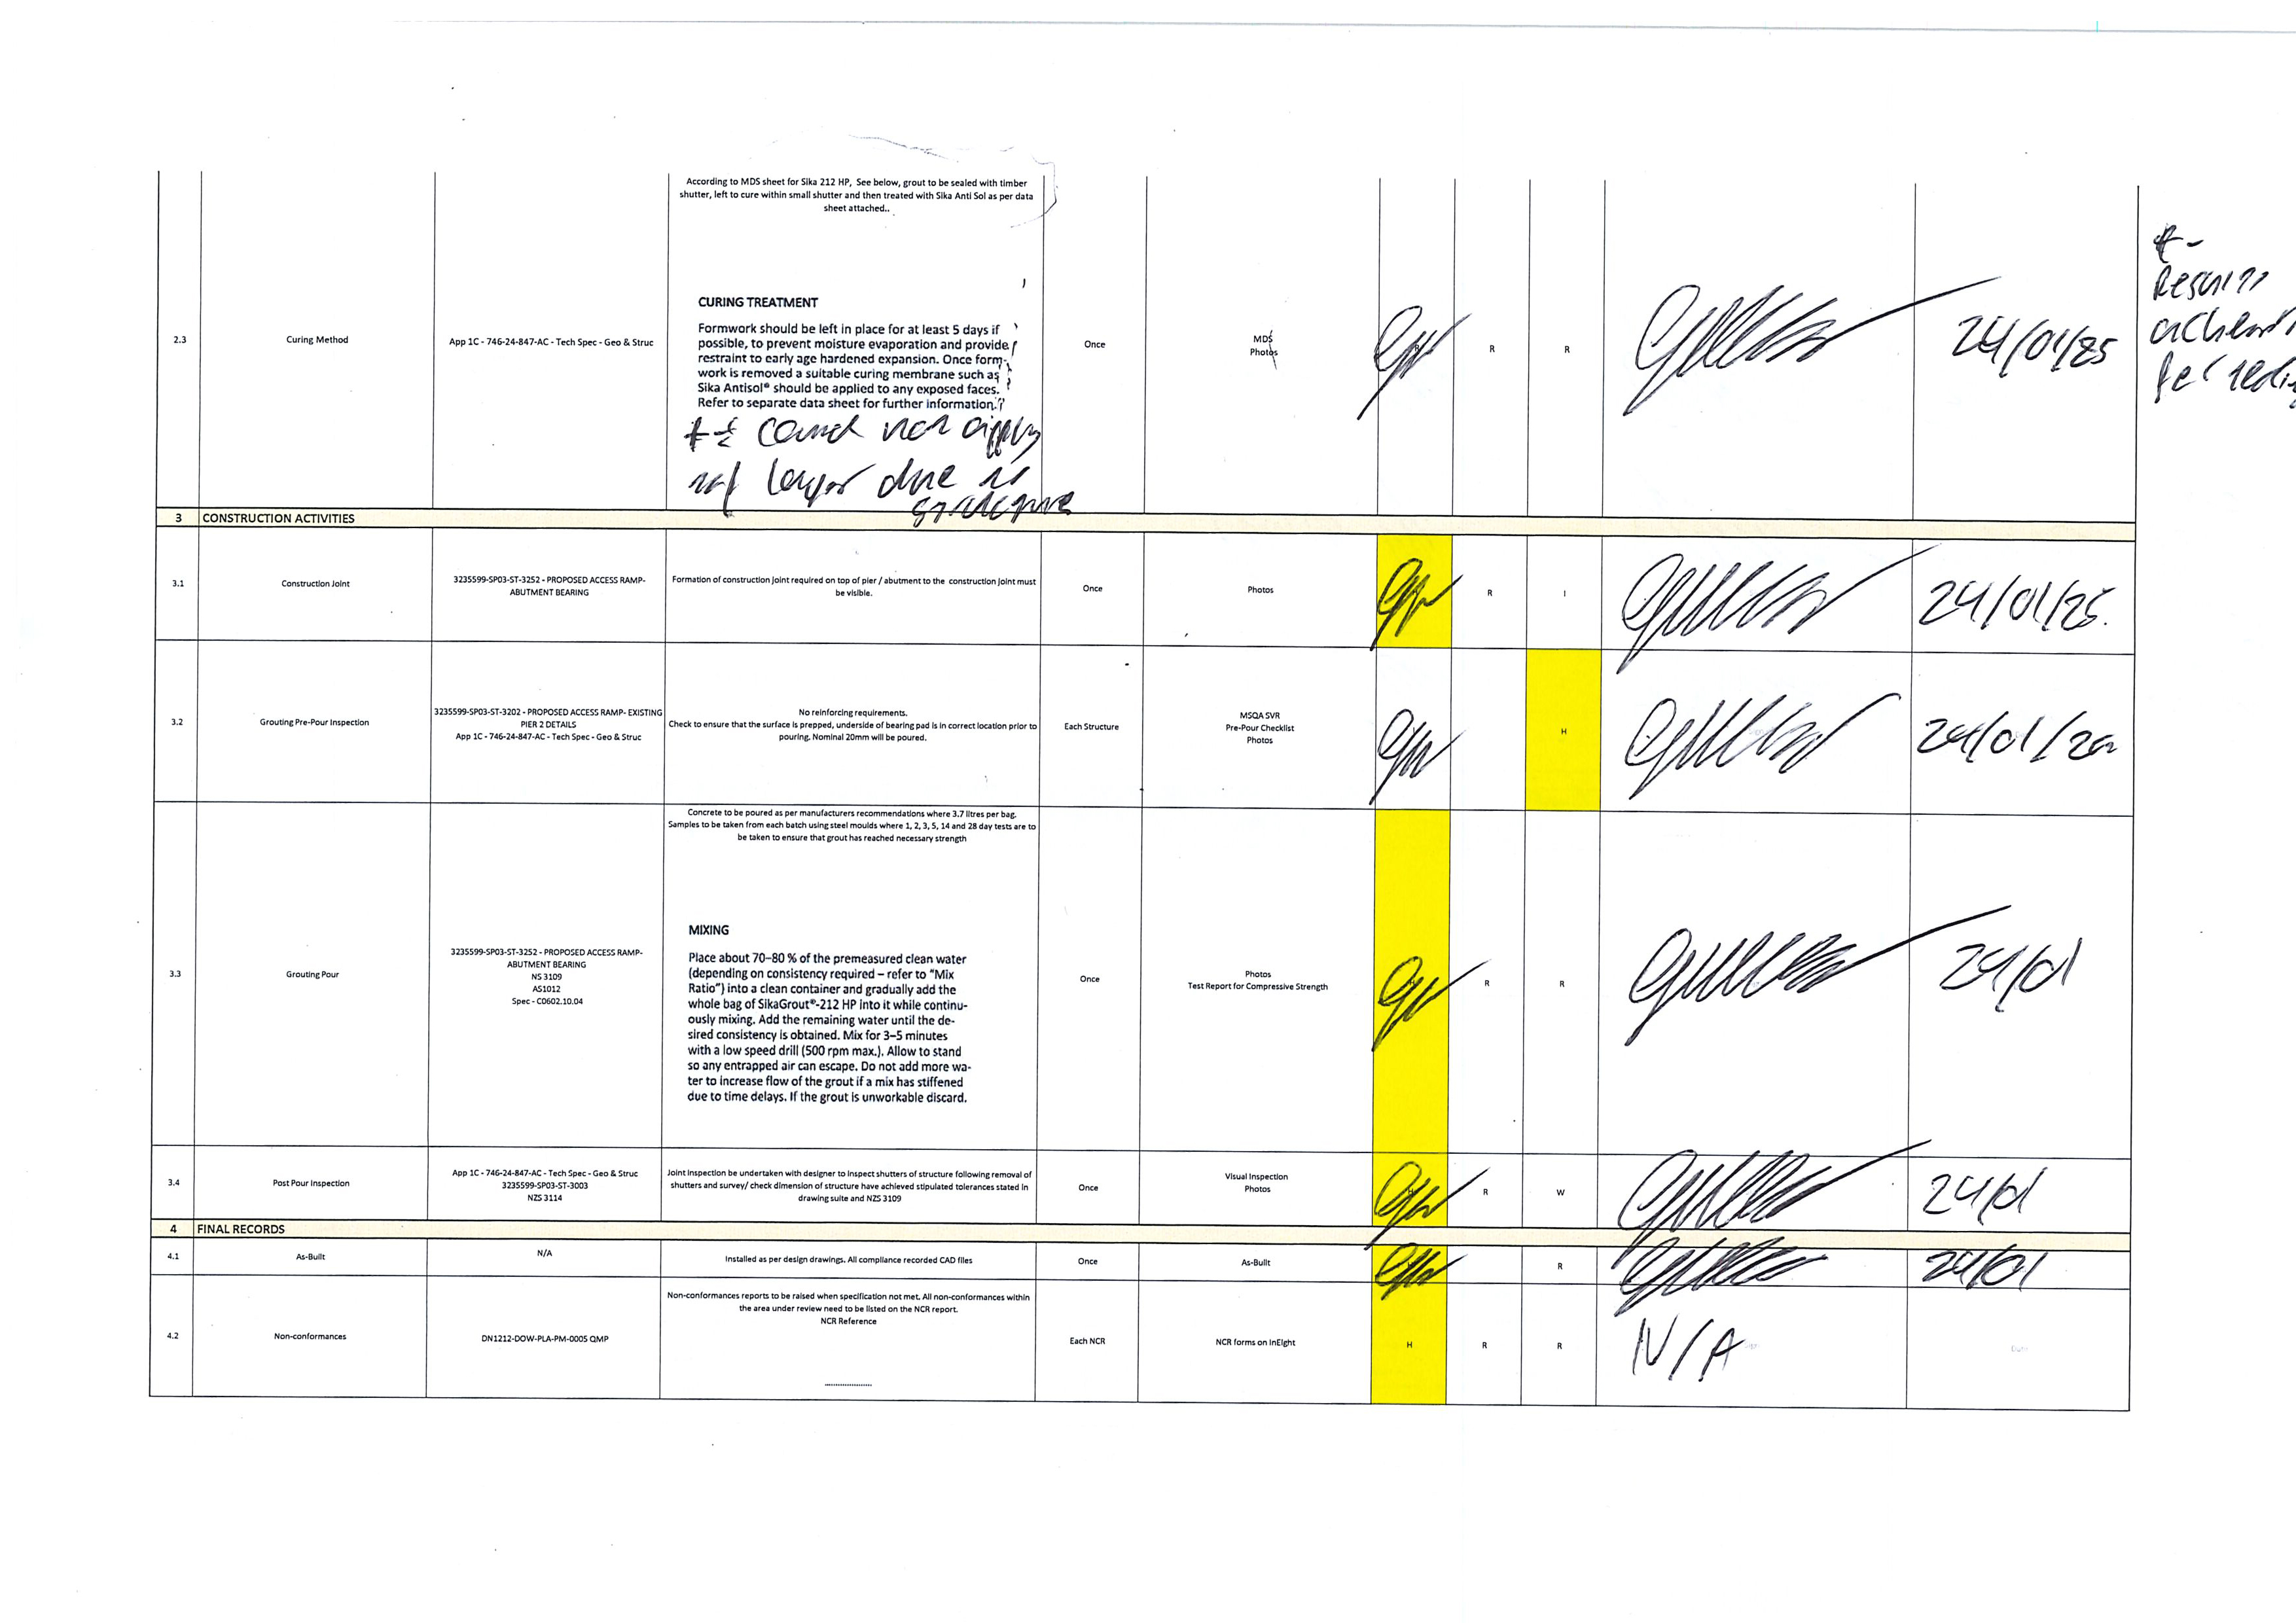 According to MDS sheet for Sika 212 HP, See below, grout to be sealed with timber
shutter, left to cure within small shutter and then treated with Sika Anti Sol as per data
sheet attached..
2.3
Curing Method
App 1C - 746-24-847-AC - Tech Spec - Geo & Struc
CURING TREATMENT
Formwork should be left in place for at least 5 days if
possible, to prevent moisture evaporation and provide
restraint to early age hardened expansion. Once form-
work is removed a suitable curing membrane such as
Sika Antisol® should be applied to any exposed faces.
Refer to separate data sheet for further information.
not apply
due
Once
MDS
Photos
R
R
24/01/25
3 CONSTRUCTION ACTIVITIES
3.1
Construction Joint
3235599-SP03-ST-3252 - PROPOSED ACCESS RAMP-
ABUTMENT BEARING
Formation of construction joint required on top of pier / abutment to the construction joint must
be visible.
Once
Photos
R
I
24/01/25.
3.2
Grouting Pre-Pour Inspection
3235599-SP03-ST-3202 - PROPOSED ACCESS RAMP- EXISTING
PIER 2 DETAILS
App 1C - 746-24-847-AC - Tech Spec - Geo & Struc
No reinforcing requirements.
Check to ensure that the surface is prepped, underside of bearing pad is in correct location prior to
pouring. Nominal 20mm will be poured.
Each Structure
MSQA SVR
Pre-Pour Checklist
Photos
H
3.3
Grouting Pour
3235599-SP03-ST-3252 - PROPOSED ACCESS RAMP-
ABUTMENT BEARING
NS 3109
AS1012
Spec - C0602.10.04
Concrete to be poured as per manufacturers recommendations where 3.7 litres per bag.
Samples to be taken from each batch using steel moulds where 1, 2, 3, 5, 14 and 28 day tests are to
be taken to ensure that grout has reached necessary strength
MIXING
Place about 70–80 % of the premeasured clean water
(depending on consistency required – refer to “Mix
Ratio”) into a clean container and gradually add the
whole bag of SikaGrout®-212 HP into it while continu-
ously mixing. Add the remaining water until the de-
sired consistency is obtained. Mix for 3–5 minutes
with a low speed drill (500 rpm max.). Allow to stand
so any entrapped air can escape. Do not add more wa-
ter to increase flow of the grout if a mix has stiffened
due to time delays. If the grout is unworkable discard.
Once
Photos
Test Report for Compressive Strength
R
R
24/01
3.4
Post Pour Inspection
App 1C - 746-24-847-AC - Tech Spec - Geo & Struc
3235599-SP03-ST-3003
NZS 3114
Joint inspection be undertaken with designer to inspect shutters of structure following removal of
shutters and survey/ check dimension of structure have achieved stipulated tolerances stated in
drawing suite and NZS 3109
Once
Visual Inspection
Photos
R
W
24/01
4 FINAL RECORDS
4.1
As-Built
N/A
Installed as per design drawings. All compliance recorded CAD files
Once
As-Built
R
24/01
4.2
Non-conformances
DN1212-DOW-PLA-PM-0005 QMP
Non-conformances reports to be raised when specification not met. All non-conformances within
the area under review need to be listed on the NCR report.
NCR Reference
....................
Each NCR
NCR forms on InEight
H
R
R
N/A
Date